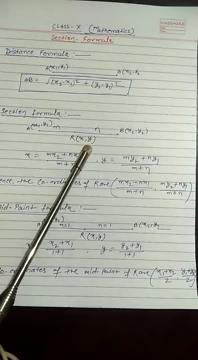 CLASS-X (Mathematics)
Section Formula
Distance Formula
A(x₁,y₁) B(x₂,y₂)
AB = √(x₂-x₁)² + (y₂-y₁)²
Section formula:
A(x₁,y₁) m n B(x₂,y₂)
R(x,y)
x = mx₂+nx₁/m+n , y = my₂+ny₁/m+n
the co-ordinates of R are (mx₂+nx₁/m+n, my₂+ny₁/m+n)
Mid-Point formula:
m=1 n=1 B(x₂,y₂)
R(x,y)
x₂+x₁/1+1 , y = y₂+y₁/1+1
of the mid Point of R are (x₁+x₂/2, y₁+y₂/2)